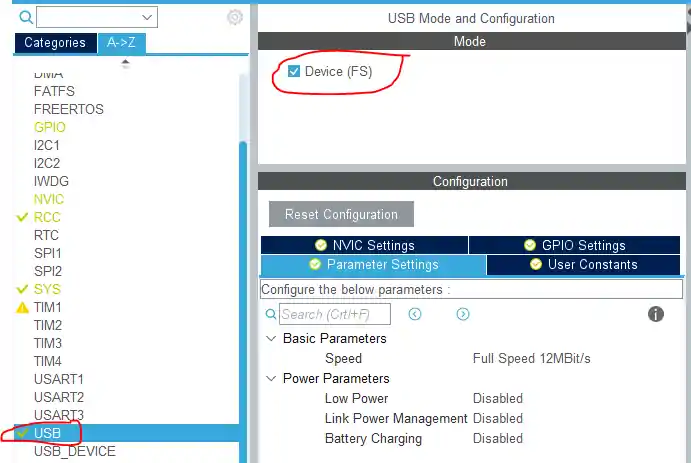 USB Mode and Configuration
Categories
A->Z
Mode
Device (FS)
DMA
FATFS
FREERTOS
GPIO
I2C1
I2C2
IWDG
NVIC
RCC
RTC
SPI1
SPI2
SYS
TIM1
TIM2
TIM3
TIM4
USART1
USART2
USART3
USB
USB_DEVICE
Configuration
Reset Configuration
NVIC Settings
GPIO Settings
Parameter Settings
User Constants
Configure the below parameters :
Search (CrtI+F)
Basic Parameters
Speed Full Speed 12MBit/s
Power Parameters
Low Power Disabled
Link Power Management Disabled
Battery Charging Disabled